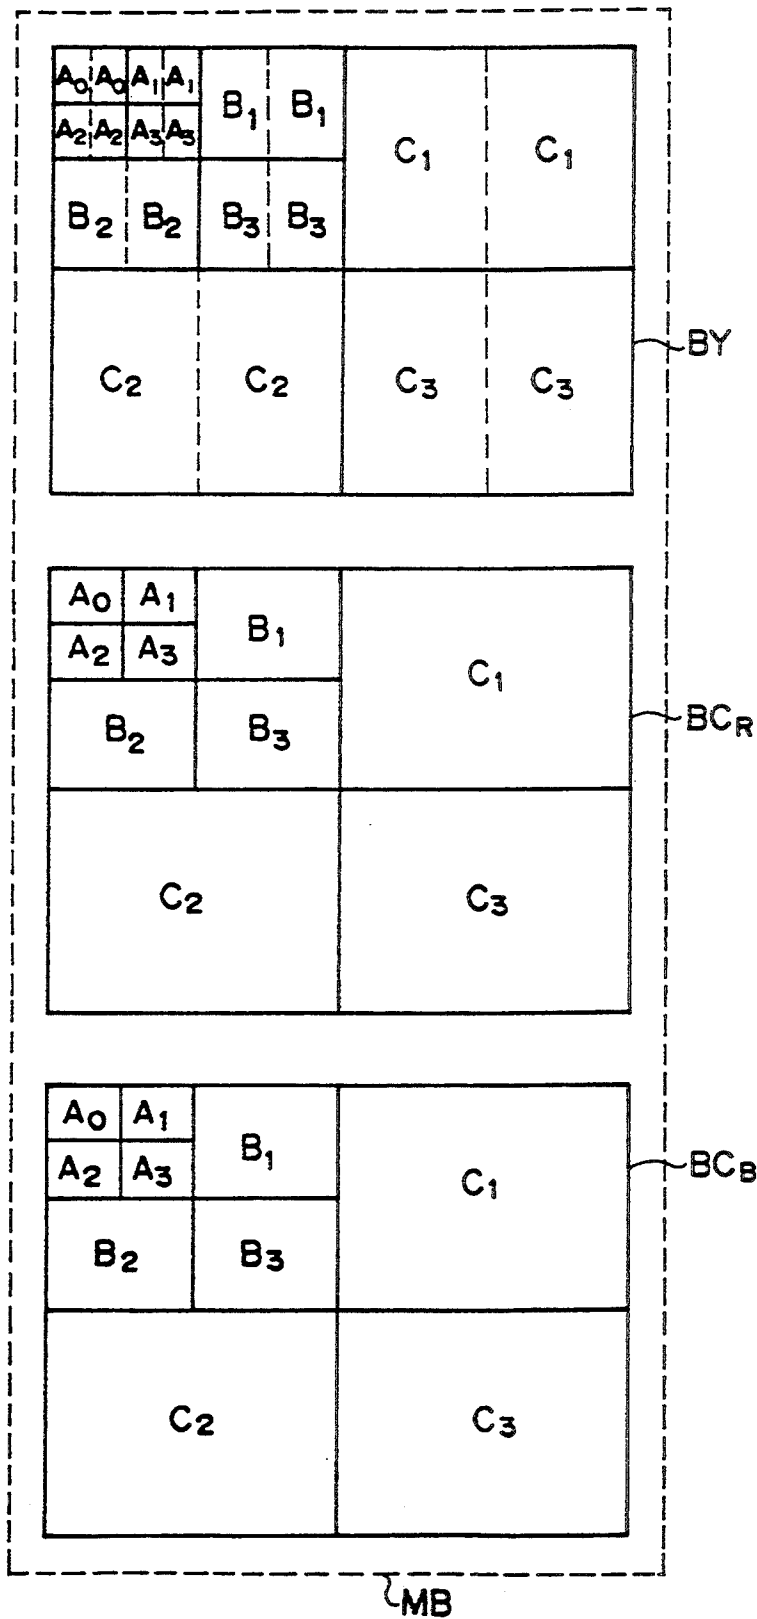 A0 A0 A1 A1 B1 B1 C1 C1
A2 A2 A3 A3
B2 B2 B3 B3
BY
C2 C2 C3 C3
A0 A1 B1 C1
A2 A3
B2 B3 BCR
C2 C3
A0 A1 B1 C1 BCB
A2 A3
B2 B3
C2 C3
MB